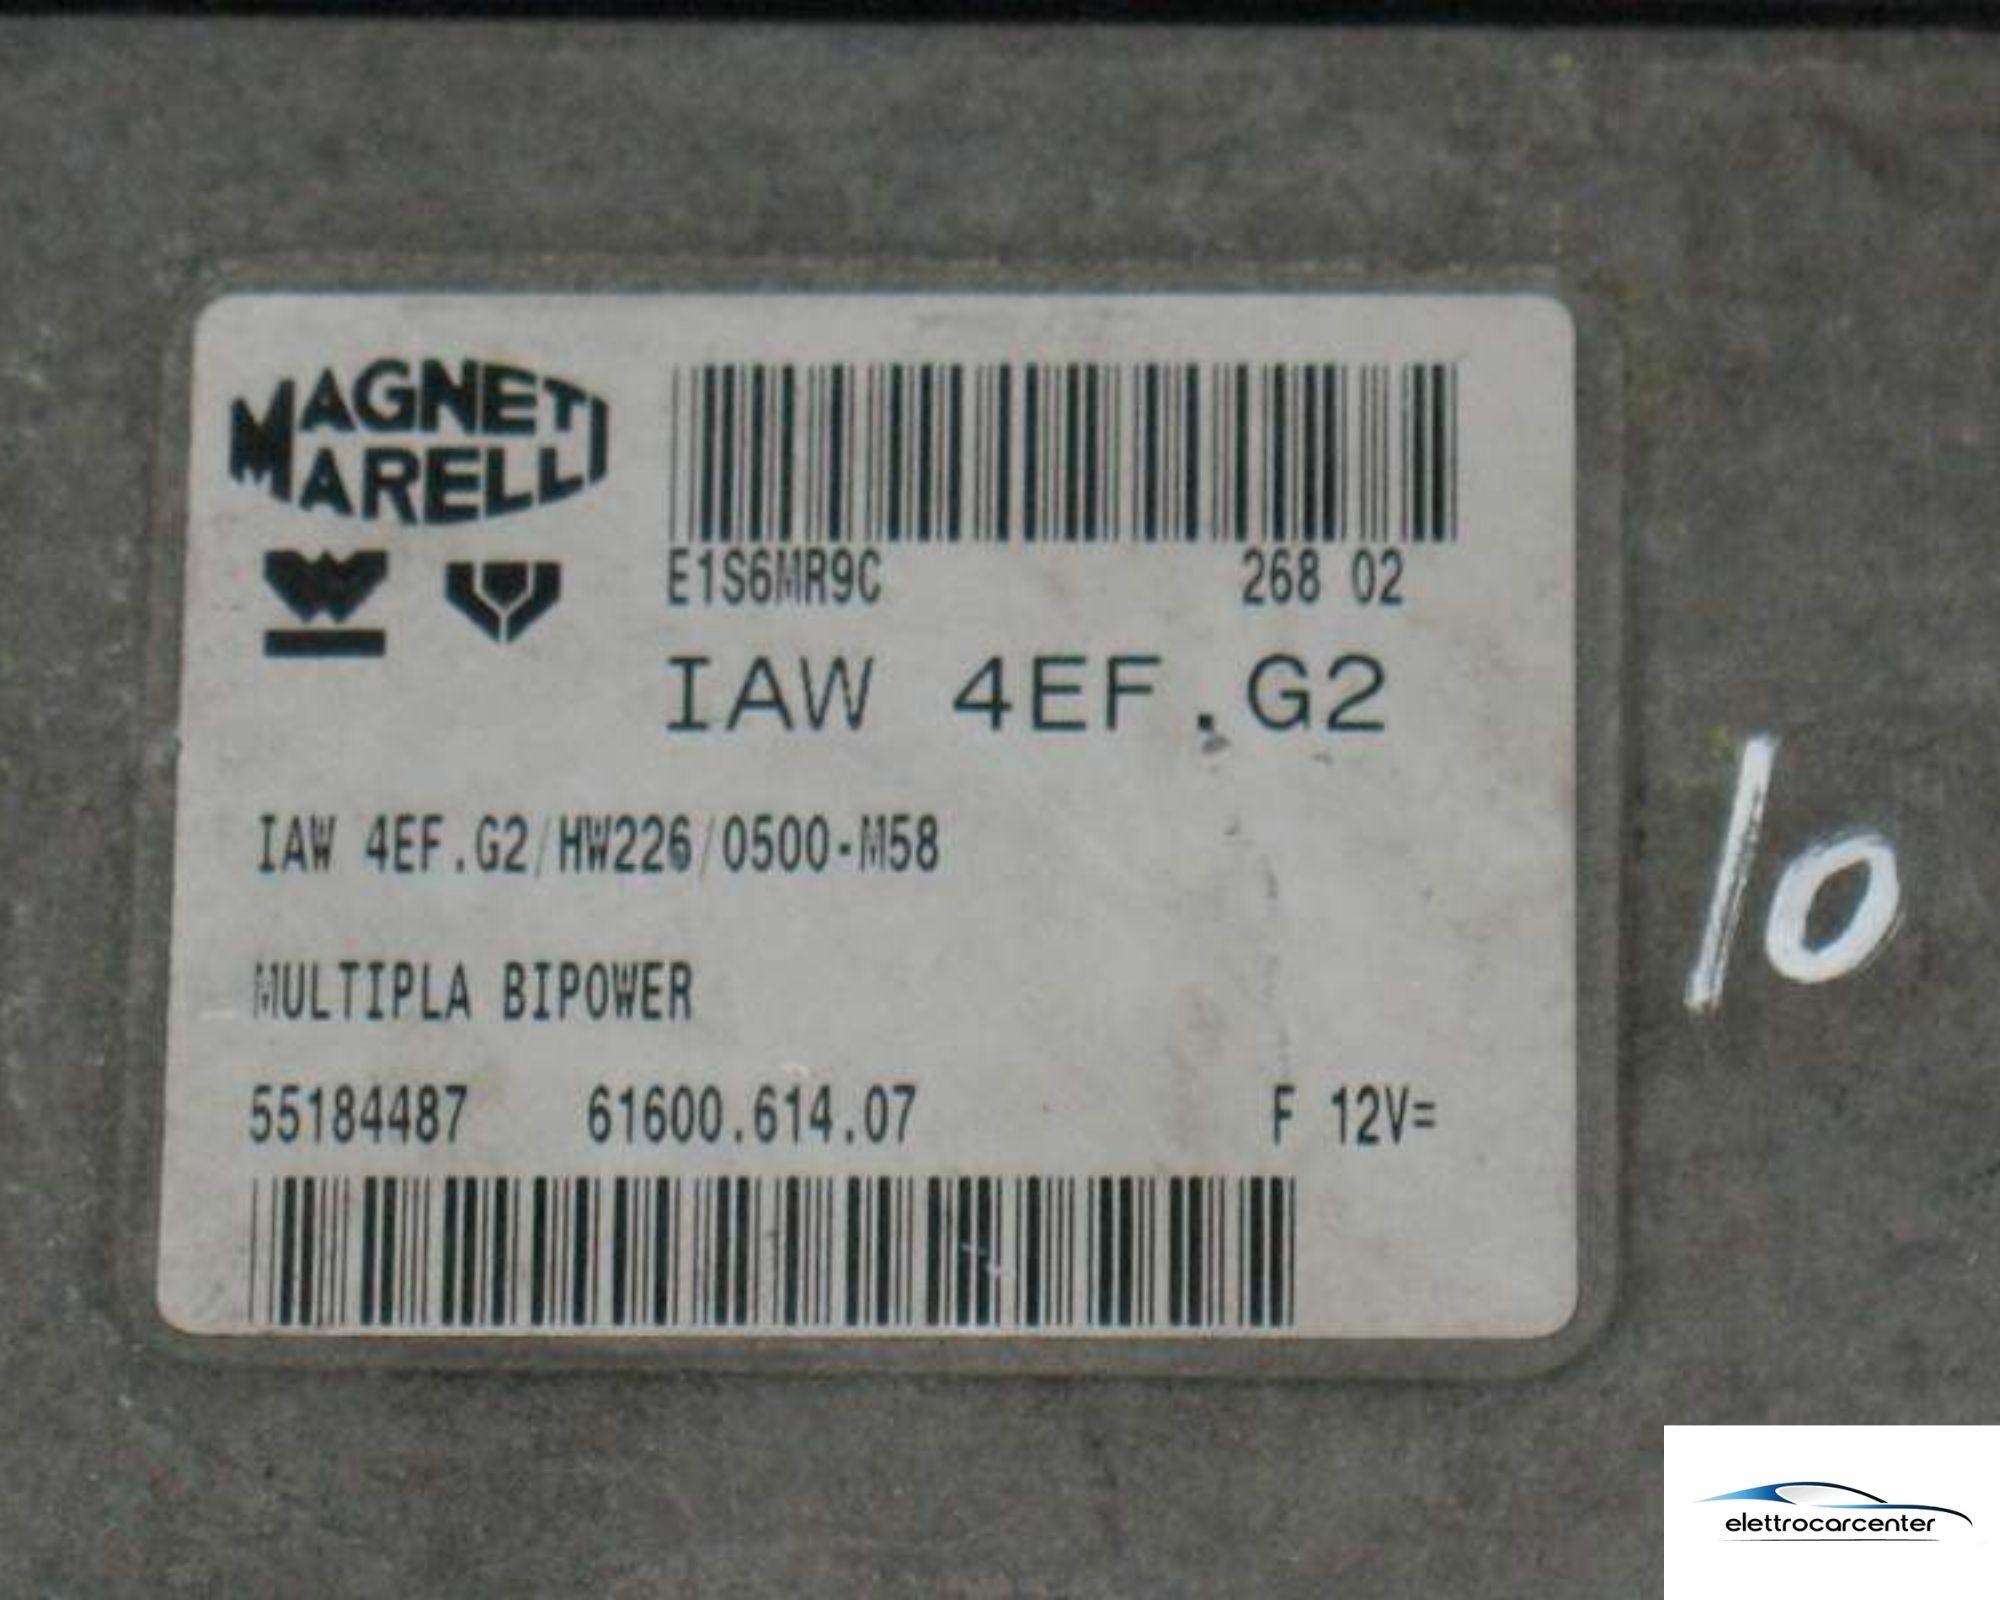 MAGNETI
MARELLI
E1S6MR9C 268 02
IAW 4EF.G2
IAW 4EF.G2/HW226/0500-M58
MULTIPLA BIPOWER
55184487 61600.614.07 F 12V=
10
elettrocarcenter